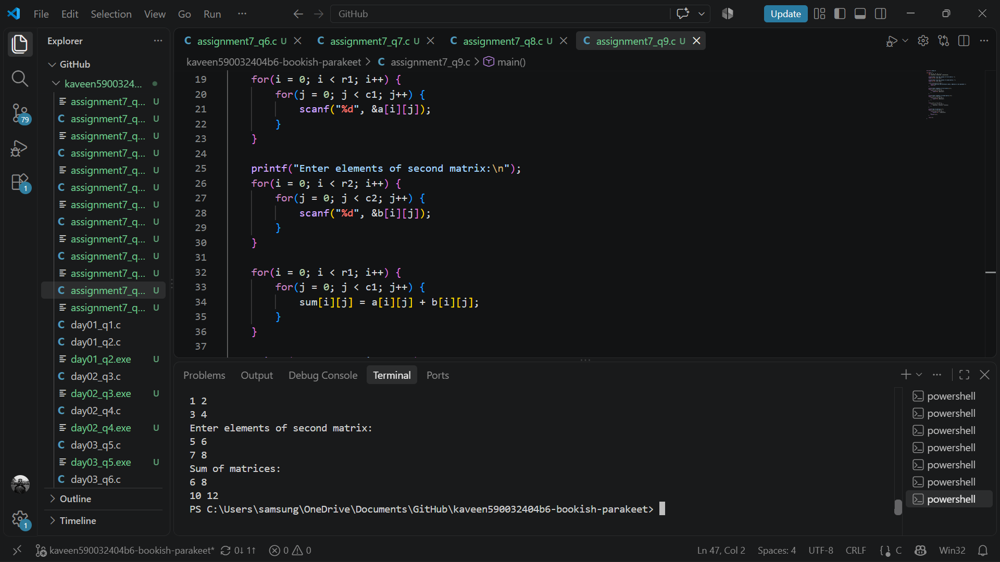 File Edit Selection View Go Run ··· GitHub Update
Explorer ···
GitHub
kaveen5900324...
assignment7_q... U
assignment7_q... U
assignment7_q... U
assignment7_q... U
assignment7_q... U
assignment7_q... U
assignment7_q... U
assignment7_q... U
assignment7_q... U
assignment7_q... U
assignment7_q... U
assignment7_q... U
assignment7_q... U
day01_q1.c
day01_q2.c
day01_q2.exe U
day02_q3.c
day02_q3.exe U
day02_q4.c
day02_q4.exe U
day03_q5.c
day03_q5.exe U
day03_q6.c
Outline
Timeline
79
1
1
assignment7_q6.c U assignment7_q7.c U assignment7_q8.c U assignment7_q9.c U
kaveen590032404b6-bookish-parakeet > C assignment7_q9.c > main()
19 for(i = 0; i < r1; i++) {
20 for(j = 0; j < c1; j++) {
21 scanf("%d", &a[i][j]);
22 }
23 }
24
25 printf("Enter elements of second matrix:\n");
26 for(i = 0; i < r2; i++) {
27 for(j = 0; j < c2; j++) {
28 scanf("%d", &b[i][j]);
29 }
30 }
31
32 for(i = 0; i < r1; i++) {
33 for(j = 0; j < c1; j++) {
34 sum[i][j] = a[i][j] + b[i][j];
35 }
36 }
37
Problems Output Debug Console Terminal Ports
1 2
3 4
Enter elements of second matrix:
5 6
7 8
Sum of matrices:
6 8
10 12
PS C:\Users\samsung\OneDrive\Documents\GitHub\kaveen590032404b6-bookish-parakeet>
powershell
powershell
powershell
powershell
powershell
powershell
powershell
kaveen590032404b6-bookish-parakeet* 0↓ 1↑ 0 0 Ln 47, Col 2 Spaces: 4 UTF-8 CRLF {} C Win32